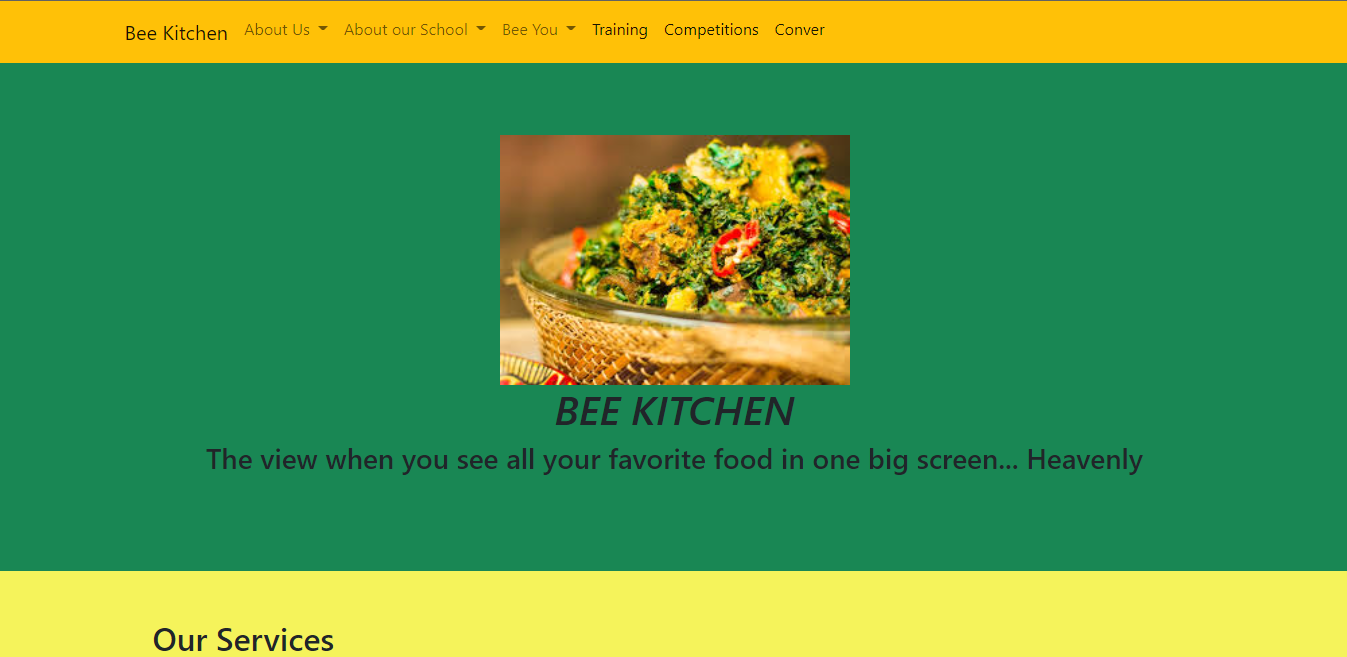 Bee Kitchen About Us About our School Bee You Training Competitions Conver
BEE KITCHEN
The view when you see all your favorite food in one big screen... Heavenly
Our Services